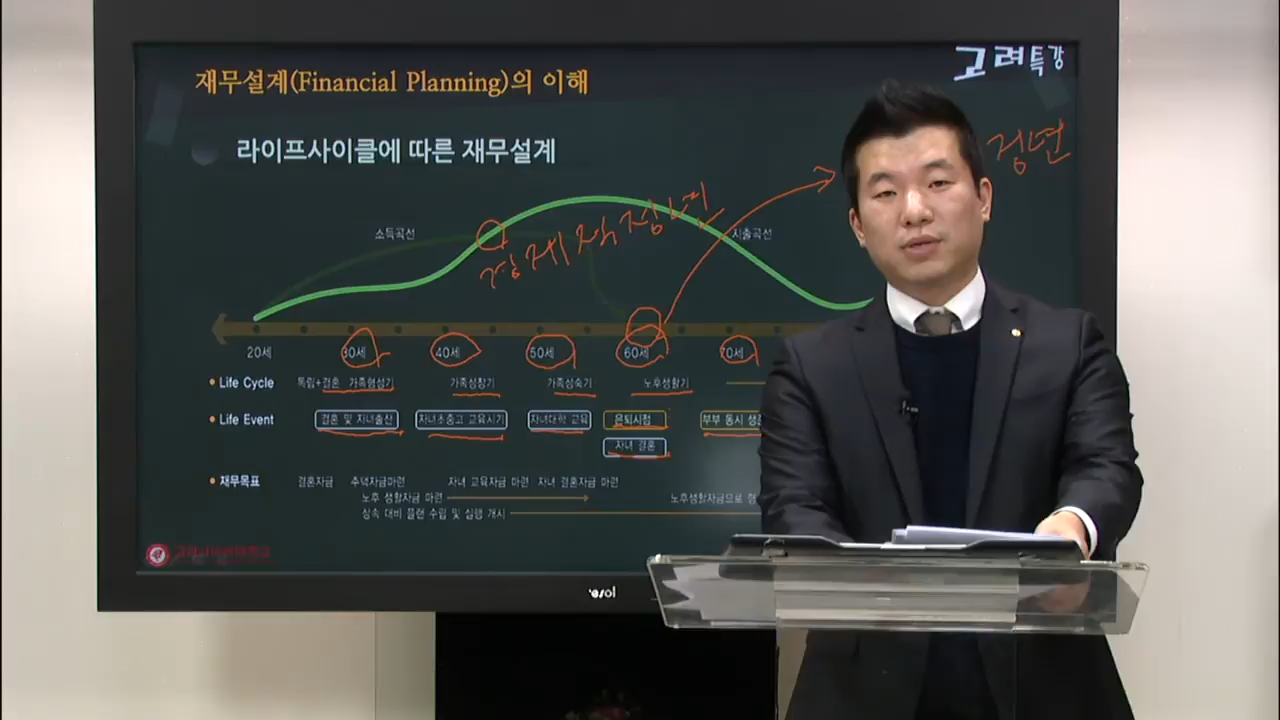 고려특강
재무설계(Financial Planning)의 이해
라이프사이클에 따른 재무설계
정년
경제적정년
소득곡선
지출곡선
20세
30세
40세
50세
60세
70세
Life Cycle
독립+결혼
가족형성기
가족성장기
가족성숙기
노후생활기
Life Event
결혼 및 자녀출산
자녀초중고 교육시기
자녀대학 교육
은퇴시점
부부 동시 생존
자녀 결혼
재무목표
결혼자금
주택자금마련
자녀 교육자금 마련
자녀 결혼자금 마련
노후 생활자금 마련
노후생활자금으로
상속 대비 플랜 수립 및 실행 개시
esol